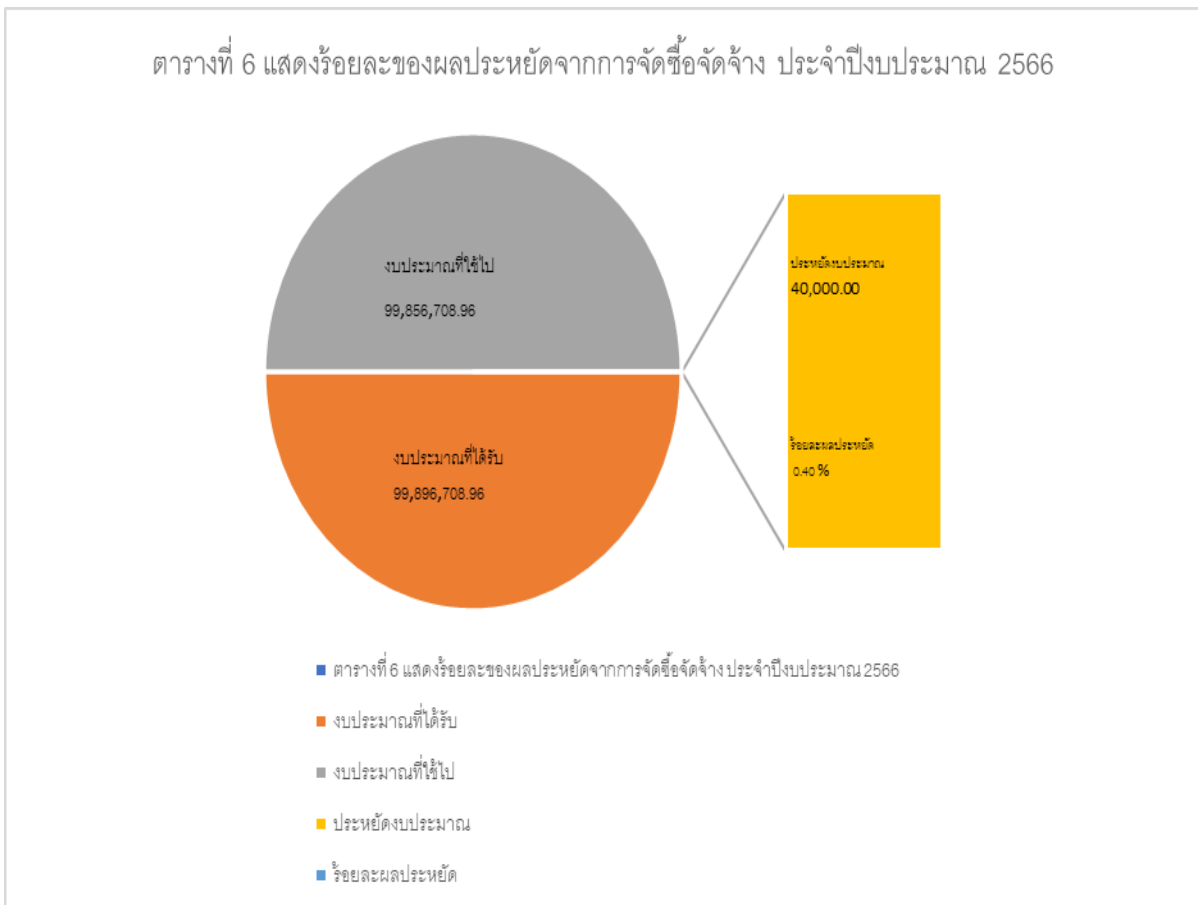 ตารางที่ 6 แสดงร้อยละของผลประหยัดจากการจัดซื้อจัดจ้าง ประจำปีงบประมาณ 2566
งบประมาณที่ใช้ไป
99,856,708.96
ประหยัดงบประมาณ
40,000.00
งบประมาณที่ได้รับ
99,896,708.96
ร้อยละผลประหยัด
0.40 %
ตารางที่ 6 แสดงร้อยละของผลประหยัดจากการจัดซื้อจัดจ้าง ประจำปีงบประมาณ 2566
งบประมาณที่ได้รับ
งบประมาณที่ใช้ไป
ประหยัดงบประมาณ
ร้อยละผลประหยัด